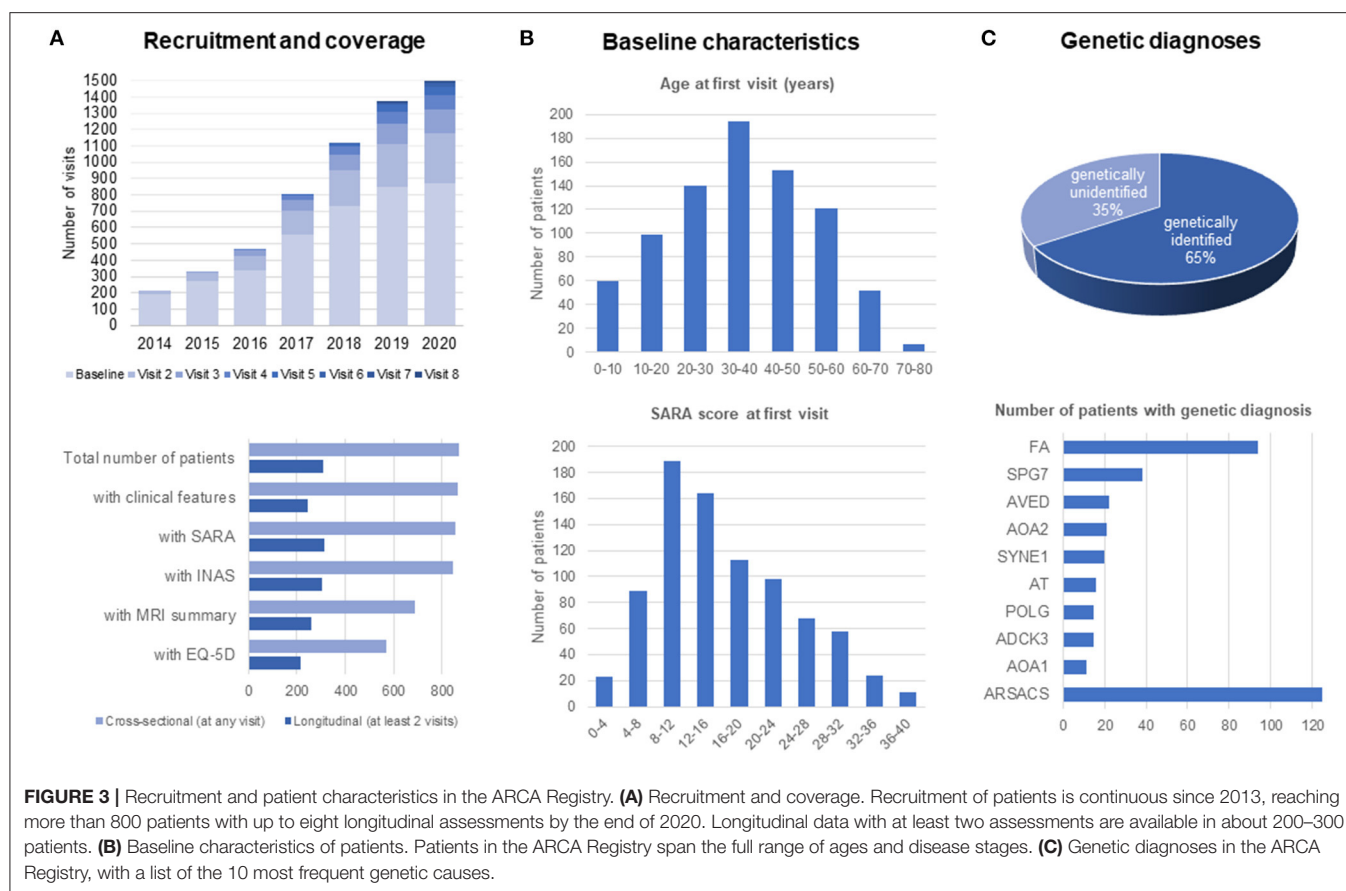 A
Recruitment and coverage
1500
1400
1300
1200
1100
1000
900
800
700
600
500
400
300
200
100
0
Number of visits
2014 2015 2016 2017 2018 2019 2020
Baseline Visit 2 Visit 3 Visit 4 Visit 5 Visit 6 Visit 7 Visit 8
Total number of patients
with clinical features
with SARA
with INAS
with MRI summary
with EQ-5D
0 200 400 600 800
Cross-sectional (at any visit) Longitudinal (at least 2 visits)
B
Baseline characteristics
Age at first visit (years)
200
180
160
140
120
100
80
60
40
20
0
Number of patients
0-10 10-20 20-30 30-40 40-50 50-60 60-70 70-80
SARA score at first visit
200
180
160
140
120
100
80
60
40
20
0
Number of patients
0-4 4-8 8-12 12-16 16-20 20-24 24-28 28-32 32-36 36-40
C
Genetic diagnoses
genetically
unidentified
35%
genetically
identified
65%
Number of patients with genetic diagnosis
FA
SPG7
AVED
AOA2
SYNE1
AT
POLG
ADCK3
AOA1
ARSACS
0 20 40 60 80 100 120
FIGURE 3 | Recruitment and patient characteristics in the ARCA Registry. (A) Recruitment and coverage. Recruitment of patients is continuous since 2013, reaching
more than 800 patients with up to eight longitudinal assessments by the end of 2020. Longitudinal data with at least two assessments are available in about 200–300
patients. (B) Baseline characteristics of patients. Patients in the ARCA Registry span the full range of ages and disease stages. (C) Genetic diagnoses in the ARCA
Registry, with a list of the 10 most frequent genetic causes.